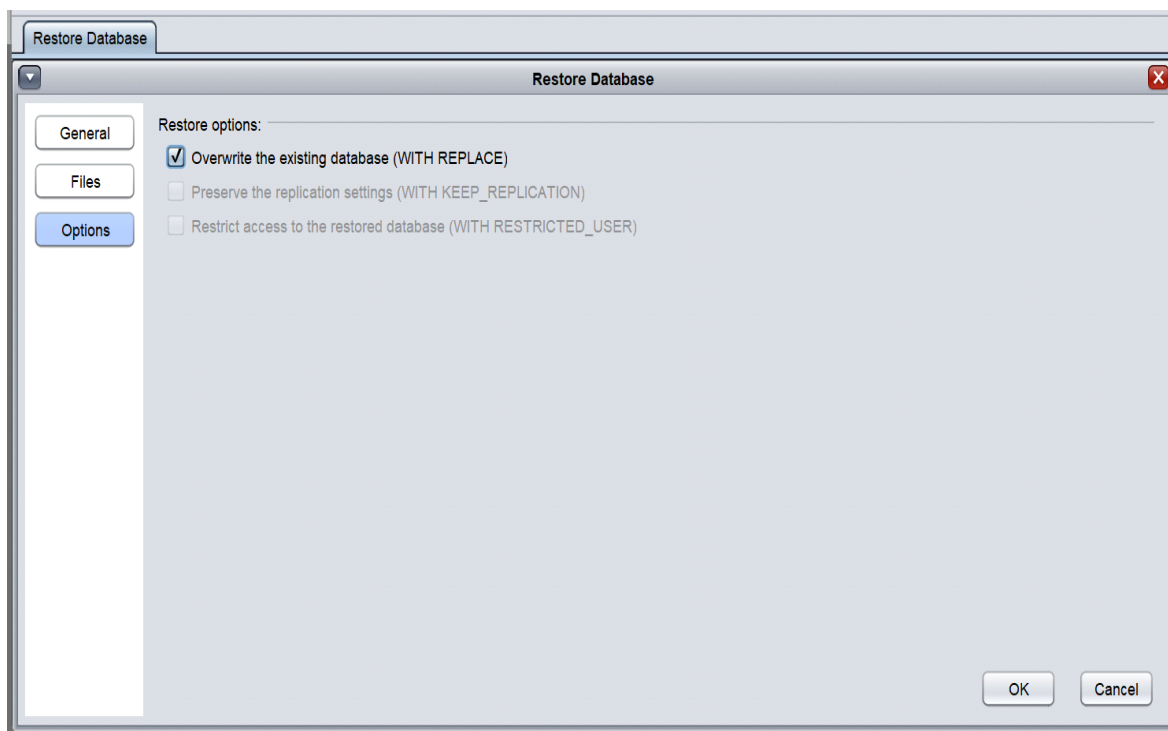 Restore Database
Restore Database
General
Files
Options
Restore options:
Overwrite the existing database (WITH REPLACE)
Preserve the replication settings (WITH KEEP_REPLICATION)
Restrict access to the restored database (WITH RESTRICTED_USER)
OK
Cancel